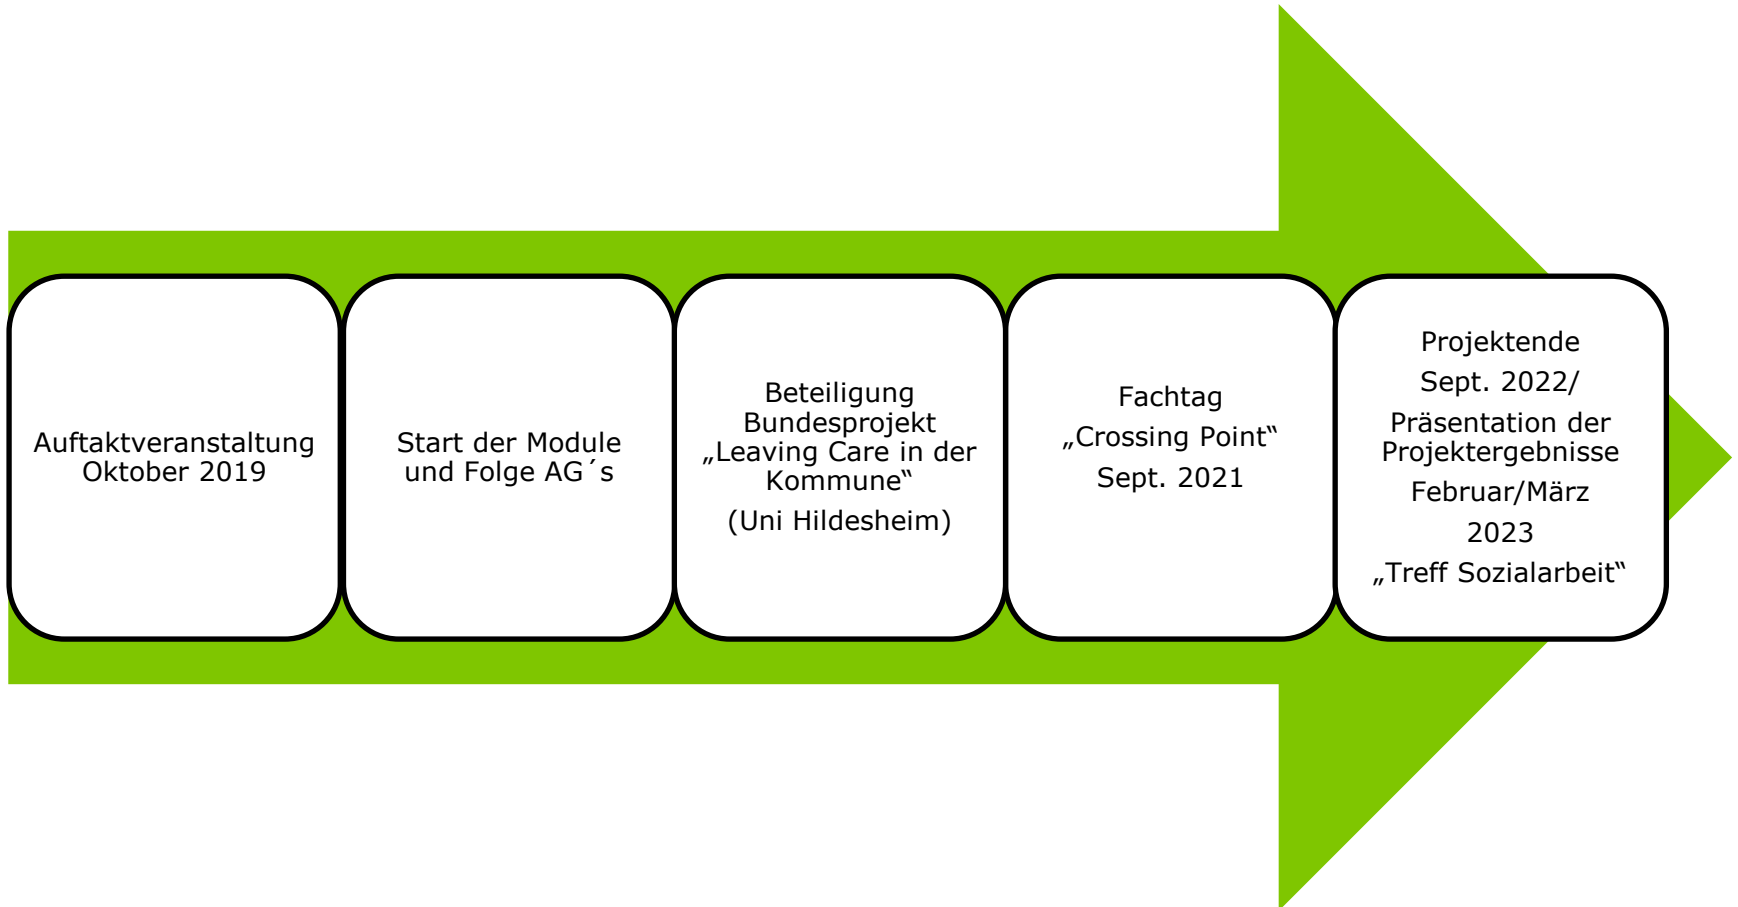 Auftaktveranstaltung
Oktober 2019
Start der Module
und Folge AG´s
Beteiligung
Bundesprojekt
„Leaving Care in der
Kommune“
(Uni Hildesheim)
Fachtag
„Crossing Point“
Sept. 2021
Projektende
Sept. 2022/
Präsentation der
Projektergebnisse
Februar/März
2023
„Treff Sozialarbeit“